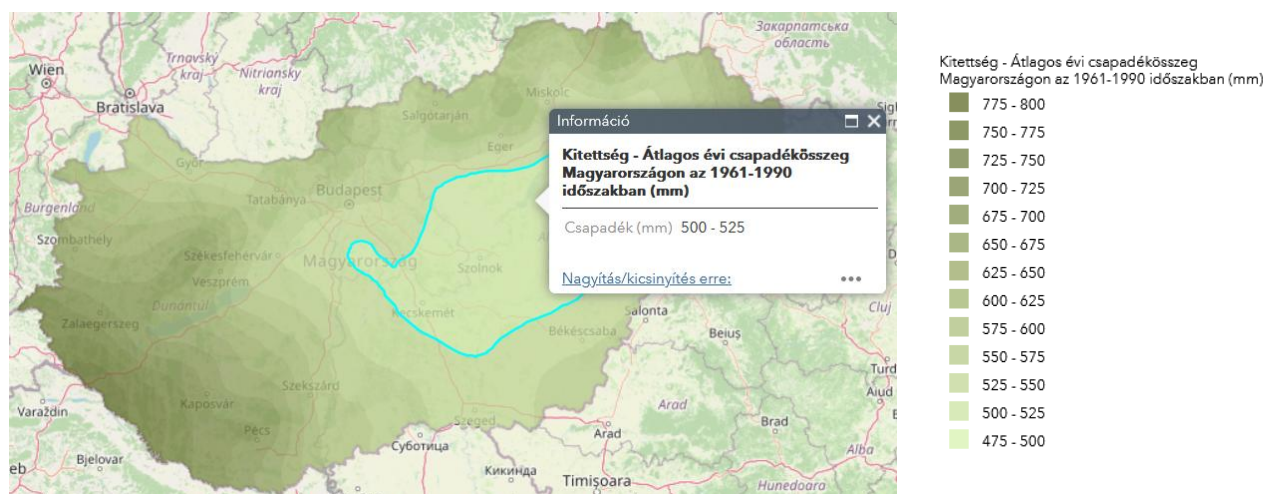 Закарпатська
область
Trnavský
kraj
Nitriansky
kraj
Wien
Bratislava
Miskolc
Salgótarján
Információ
Kitettség - Átlagos évi csapadékösszeg
Magyarországon az 1961-1990
időszakban (mm)
Csapadék (mm) 500 - 525
Nagyítás/kicsinyítés erre:
Eger
Győr
Budapest
Tatabánya
Burgenland
Szombathely
Székesfehérvár
Magyarország
Szolnok
Veszprém
Dunántúl
Kecskemét
Zalaegerszeg
Salonta
Cluj
Békéscsaba
Beiuș
Szekszárd
Turd
Kaposvár
Aiud
Varaždin
Arad
Pécs
Szeged
Brad
Суботица
Arad
Alba
eb
Bjelovar
Кикинда
Timișoara
Hunedoara
Kitettség - Átlagos évi csapadékösszeg
Magyarországon az 1961-1990 időszakban (mm)
775 - 800
750 - 775
725 - 750
700 - 725
675 - 700
650 - 675
625 - 650
600 - 625
575 - 600
550 - 575
525 - 550
500 - 525
475 - 500